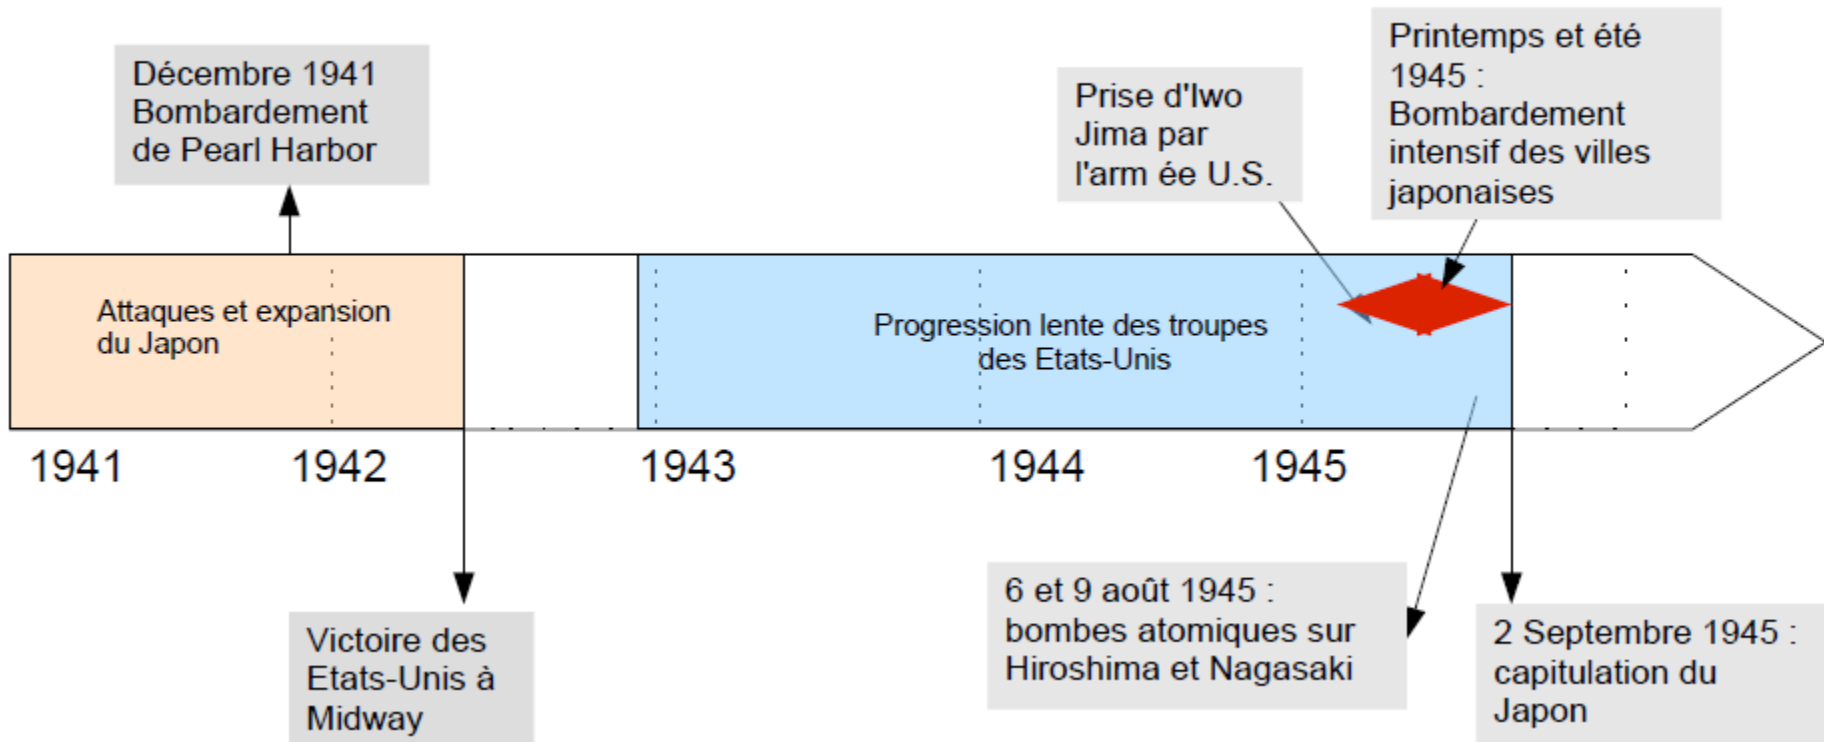 Décembre 1941
Bombardement
de Pearl Harbor
Prise d'Iwo
Jima par
l'arm ée U.S.
Printemps et été
1945 :
Bombardement
intensif des villes
japonaises
Attaques et expansion
du Japon
Progression lente des troupes
des Etats-Unis
1941
1942
1943
1944
1945
Victoire des
Etats-Unis à
Midway
6 et 9 août 1945 :
bombes atomiques sur
Hiroshima et Nagasaki
2 Septembre 1945 :
capitulation du
Japon